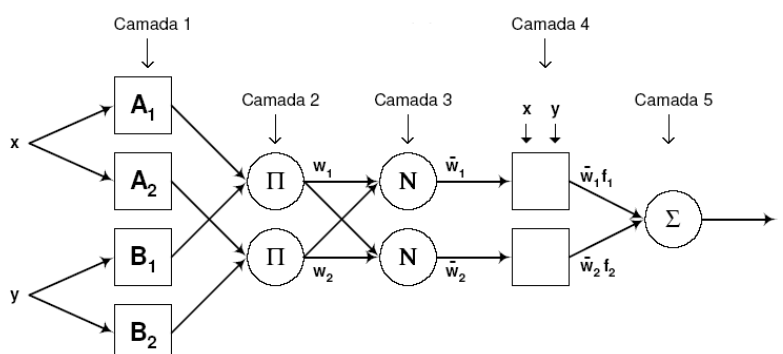 Camada 1
Camada 4
Camada 2
Camada 3
Camada 5
x
A₁
A₂
B₁
B₂
y
Π
Π
w₁
w₂
N
N
w̄₁
w̄₂
x y
w̄₁f₁
w̄₂f₂
Σ